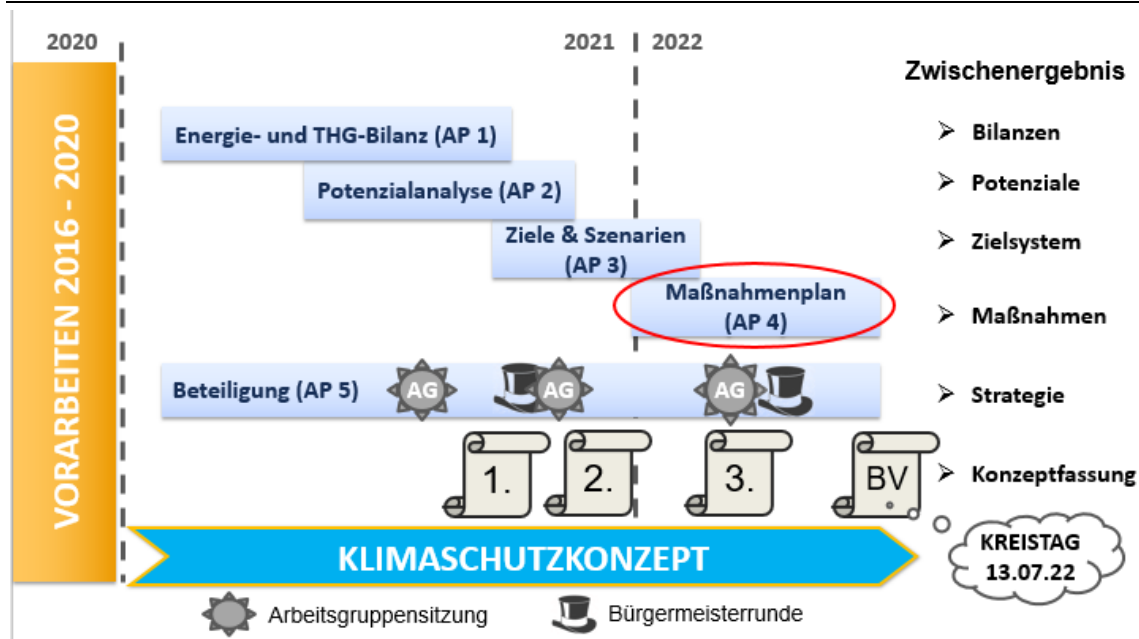 2020
2021
2022
VORARBEITEN 2016 - 2020
Zwischenergebnis
Energie- und THG-Bilanz (AP 1)
➢ Bilanzen
Potenzialanalyse (AP 2)
➢ Potenziale
Ziele & Szenarien
(AP 3)
➢ Zielsystem
Maßnahmenplan
(AP 4)
➢ Maßnahmen
Beteiligung (AP 5)
AG
AG
AG
➢ Strategie
1.
2.
3.
BV
➢ Konzeptfassung
KLIMASCHUTZKONZEPT
KREISTAG
13.07.22
Arbeitsgruppensitzung
Bürgermeisterrunde